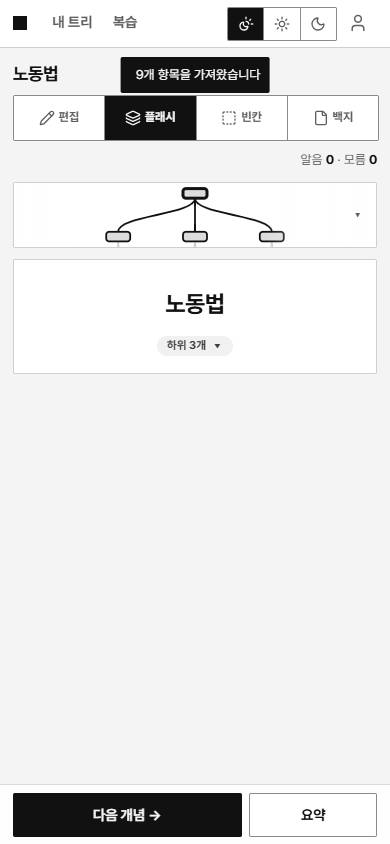 내 트리 복습
노동법
9개 항목을 가져왔습니다
편집 플래시 빈칸 백지
알음 0 · 모름 0
노동법
하위 3개
다음 개념 → 요약